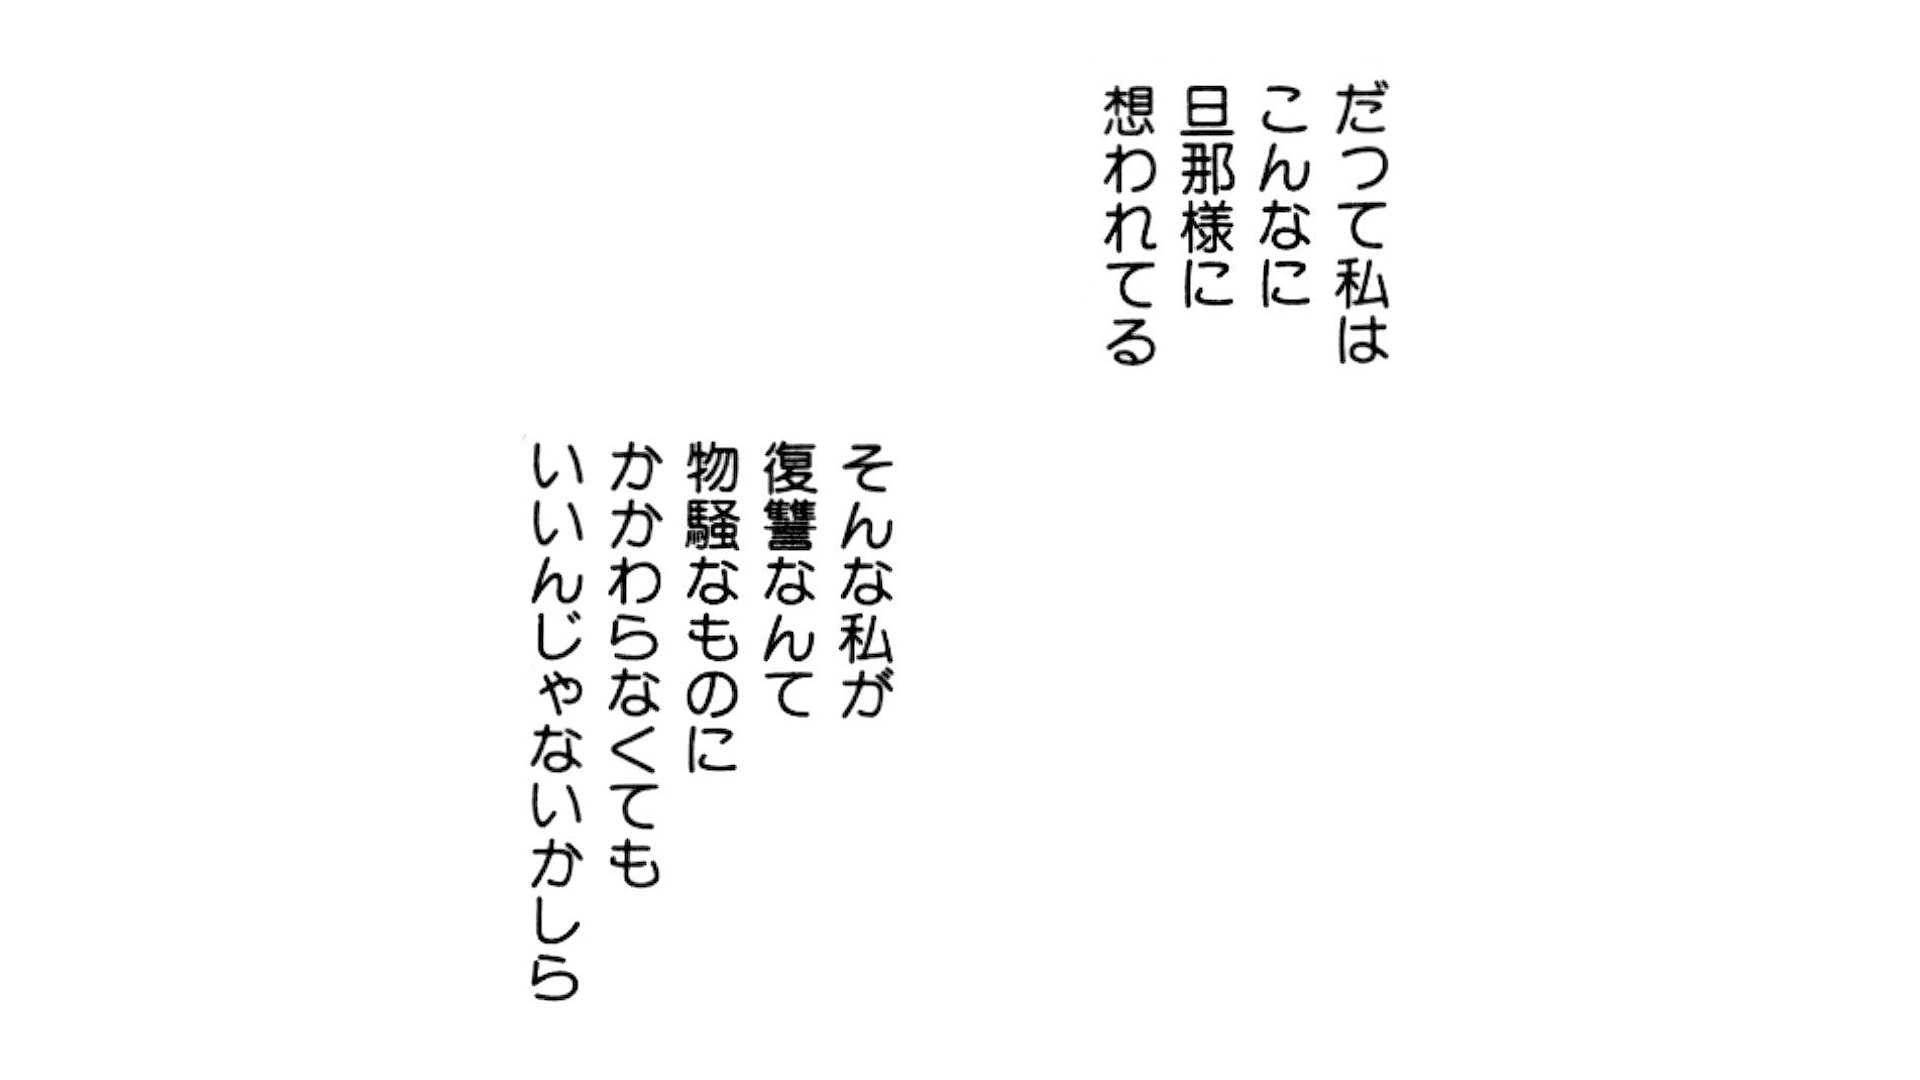 だって私は
こんなに
旦那様に
想われてる
そんな私が
復讐なんて
物騒なものに
かかわらなくても
いいんじゃないかしら